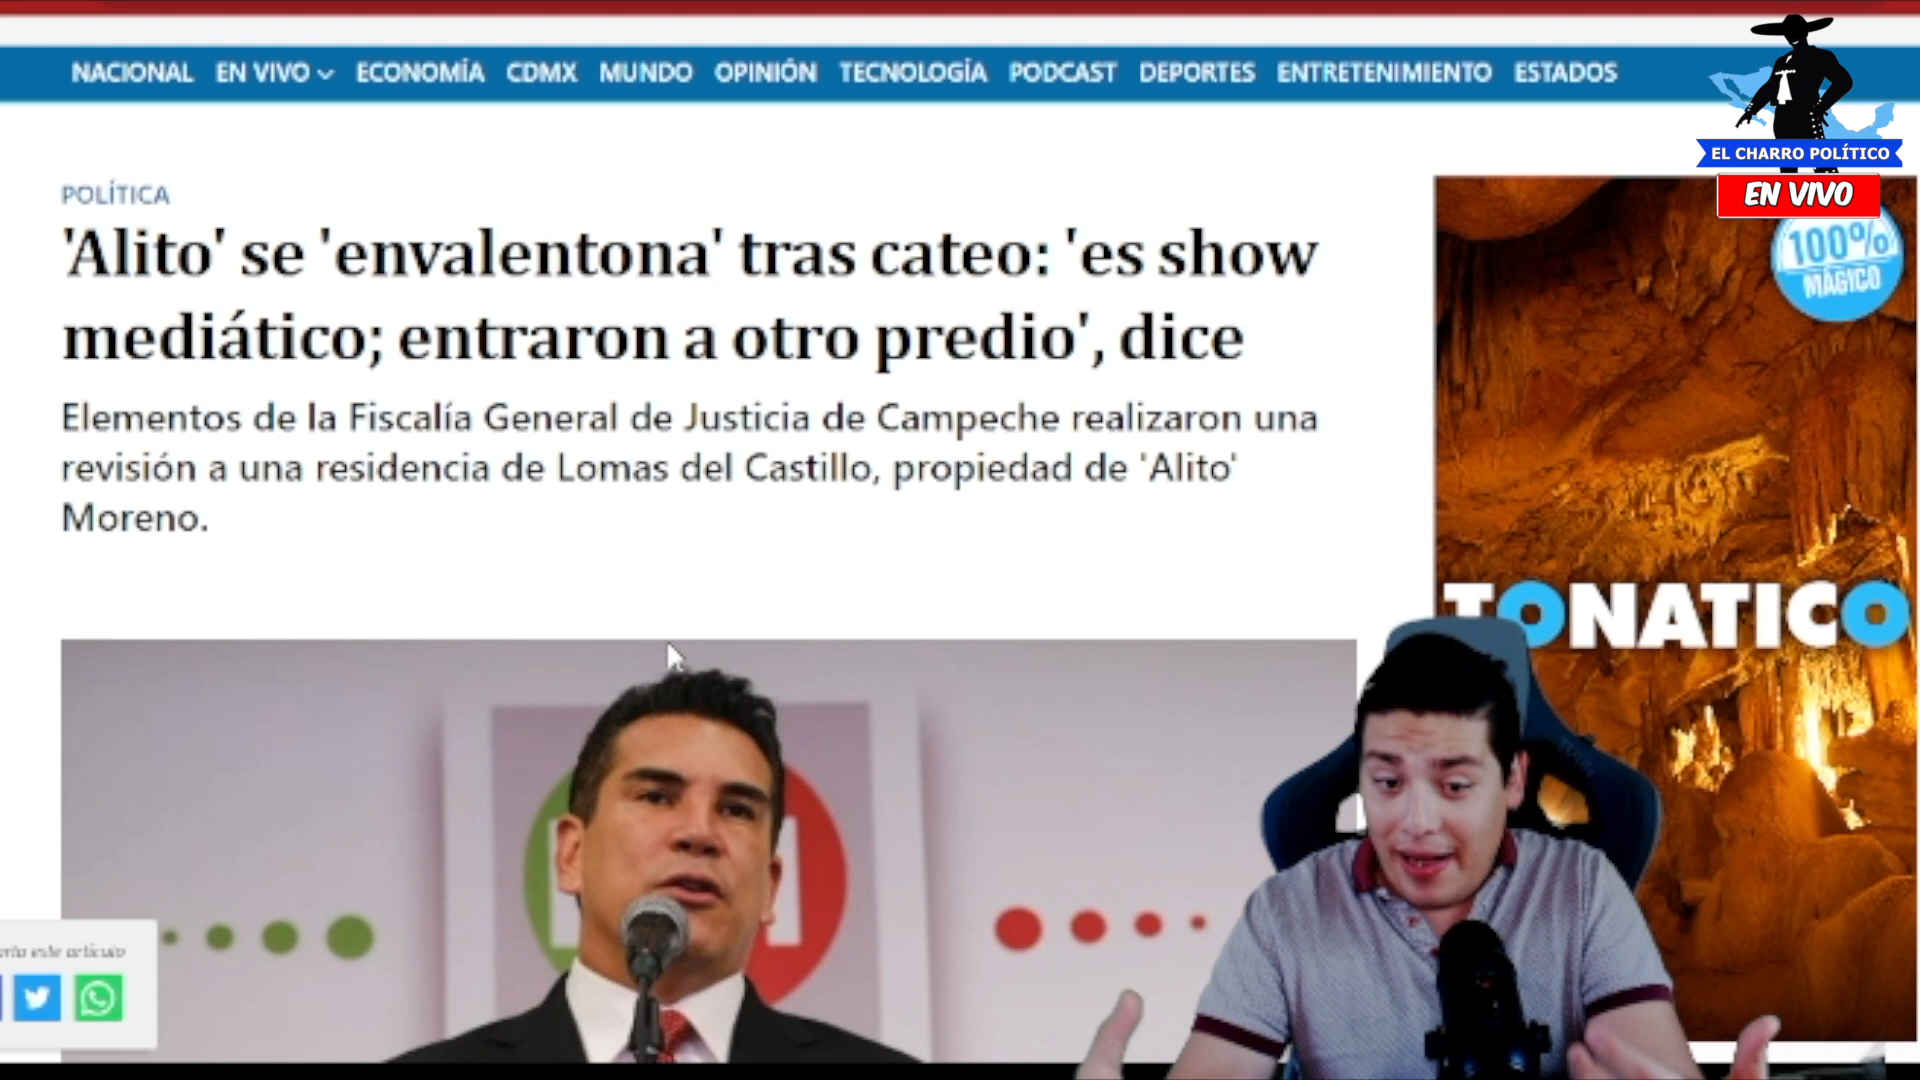 NACIONAL EN VIVO ECONOMÍA CDMX MUNDO OPINIÓN TECNOLOGÍA PODCAST DEPORTES ENTRETENIMIENTO ESTADOS
EL CHARRO POLÍTICO
EN VIVO
POLÍTICA
'Alito' se 'envalentona' tras cateo: 'es show
mediático; entraron a otro predio', dice
Elementos de la Fiscalía General de Justicia de Campeche realizaron una
revisión a una residencia de Lomas del Castillo, propiedad de 'Alito'
Moreno.
100%
MÁGICO
TONATICO
este artículo